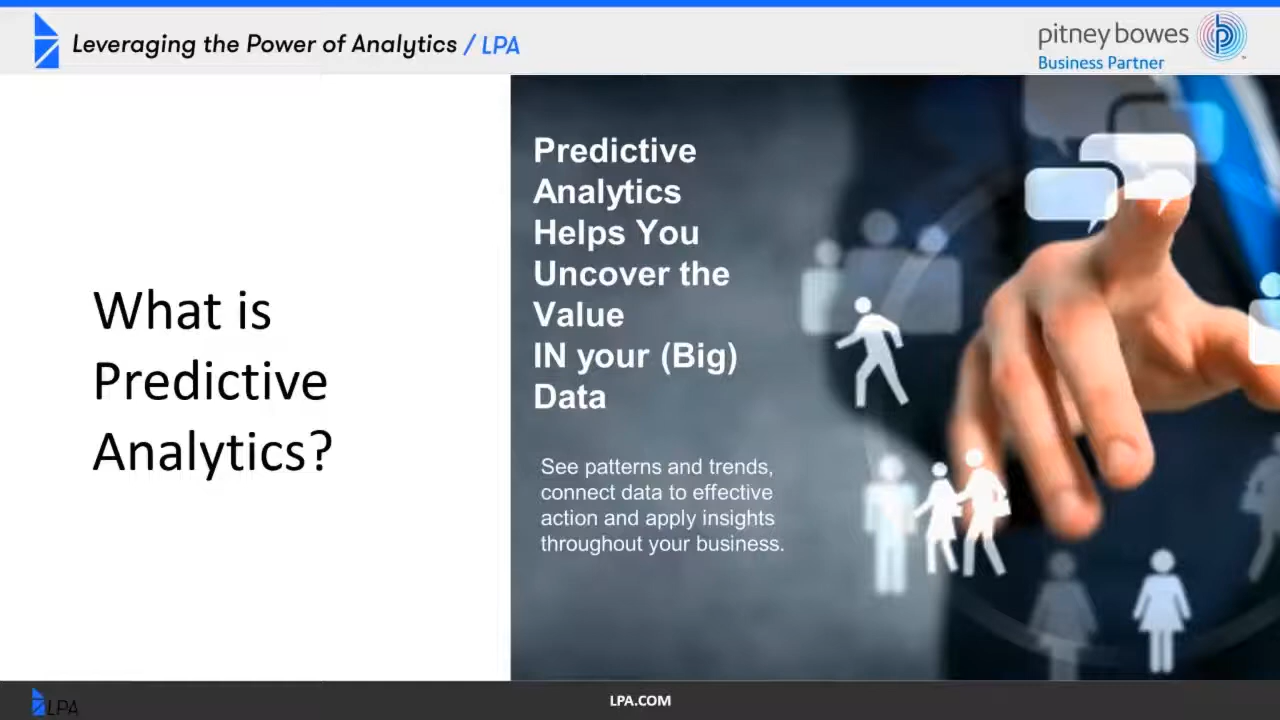 Leveraging the Power of Analytics / LPA
pitney bowes
Business Partner
What is
Predictive
Analytics?
Predictive
Analytics
Helps You
Uncover the
Value
IN your (Big)
Data
See patterns and trends,
connect data to effective
action and apply insights
throughout your business.
LPA
LPA.COM